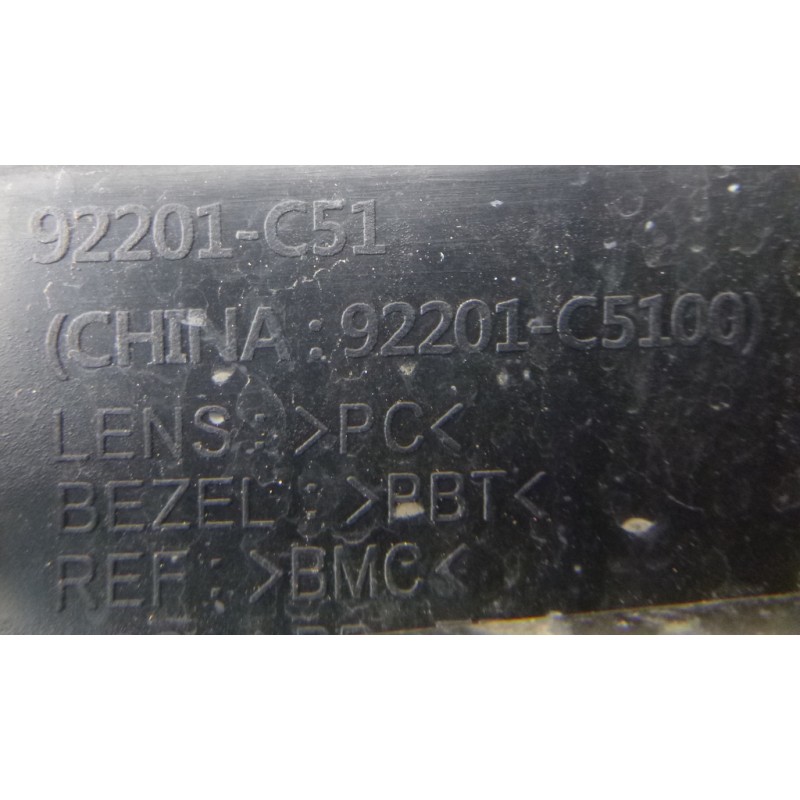 92201-C51
(CHINA : 92201-C5100)
LENS : >PC<
BEZEL : >PBT<
REF : >BMC<